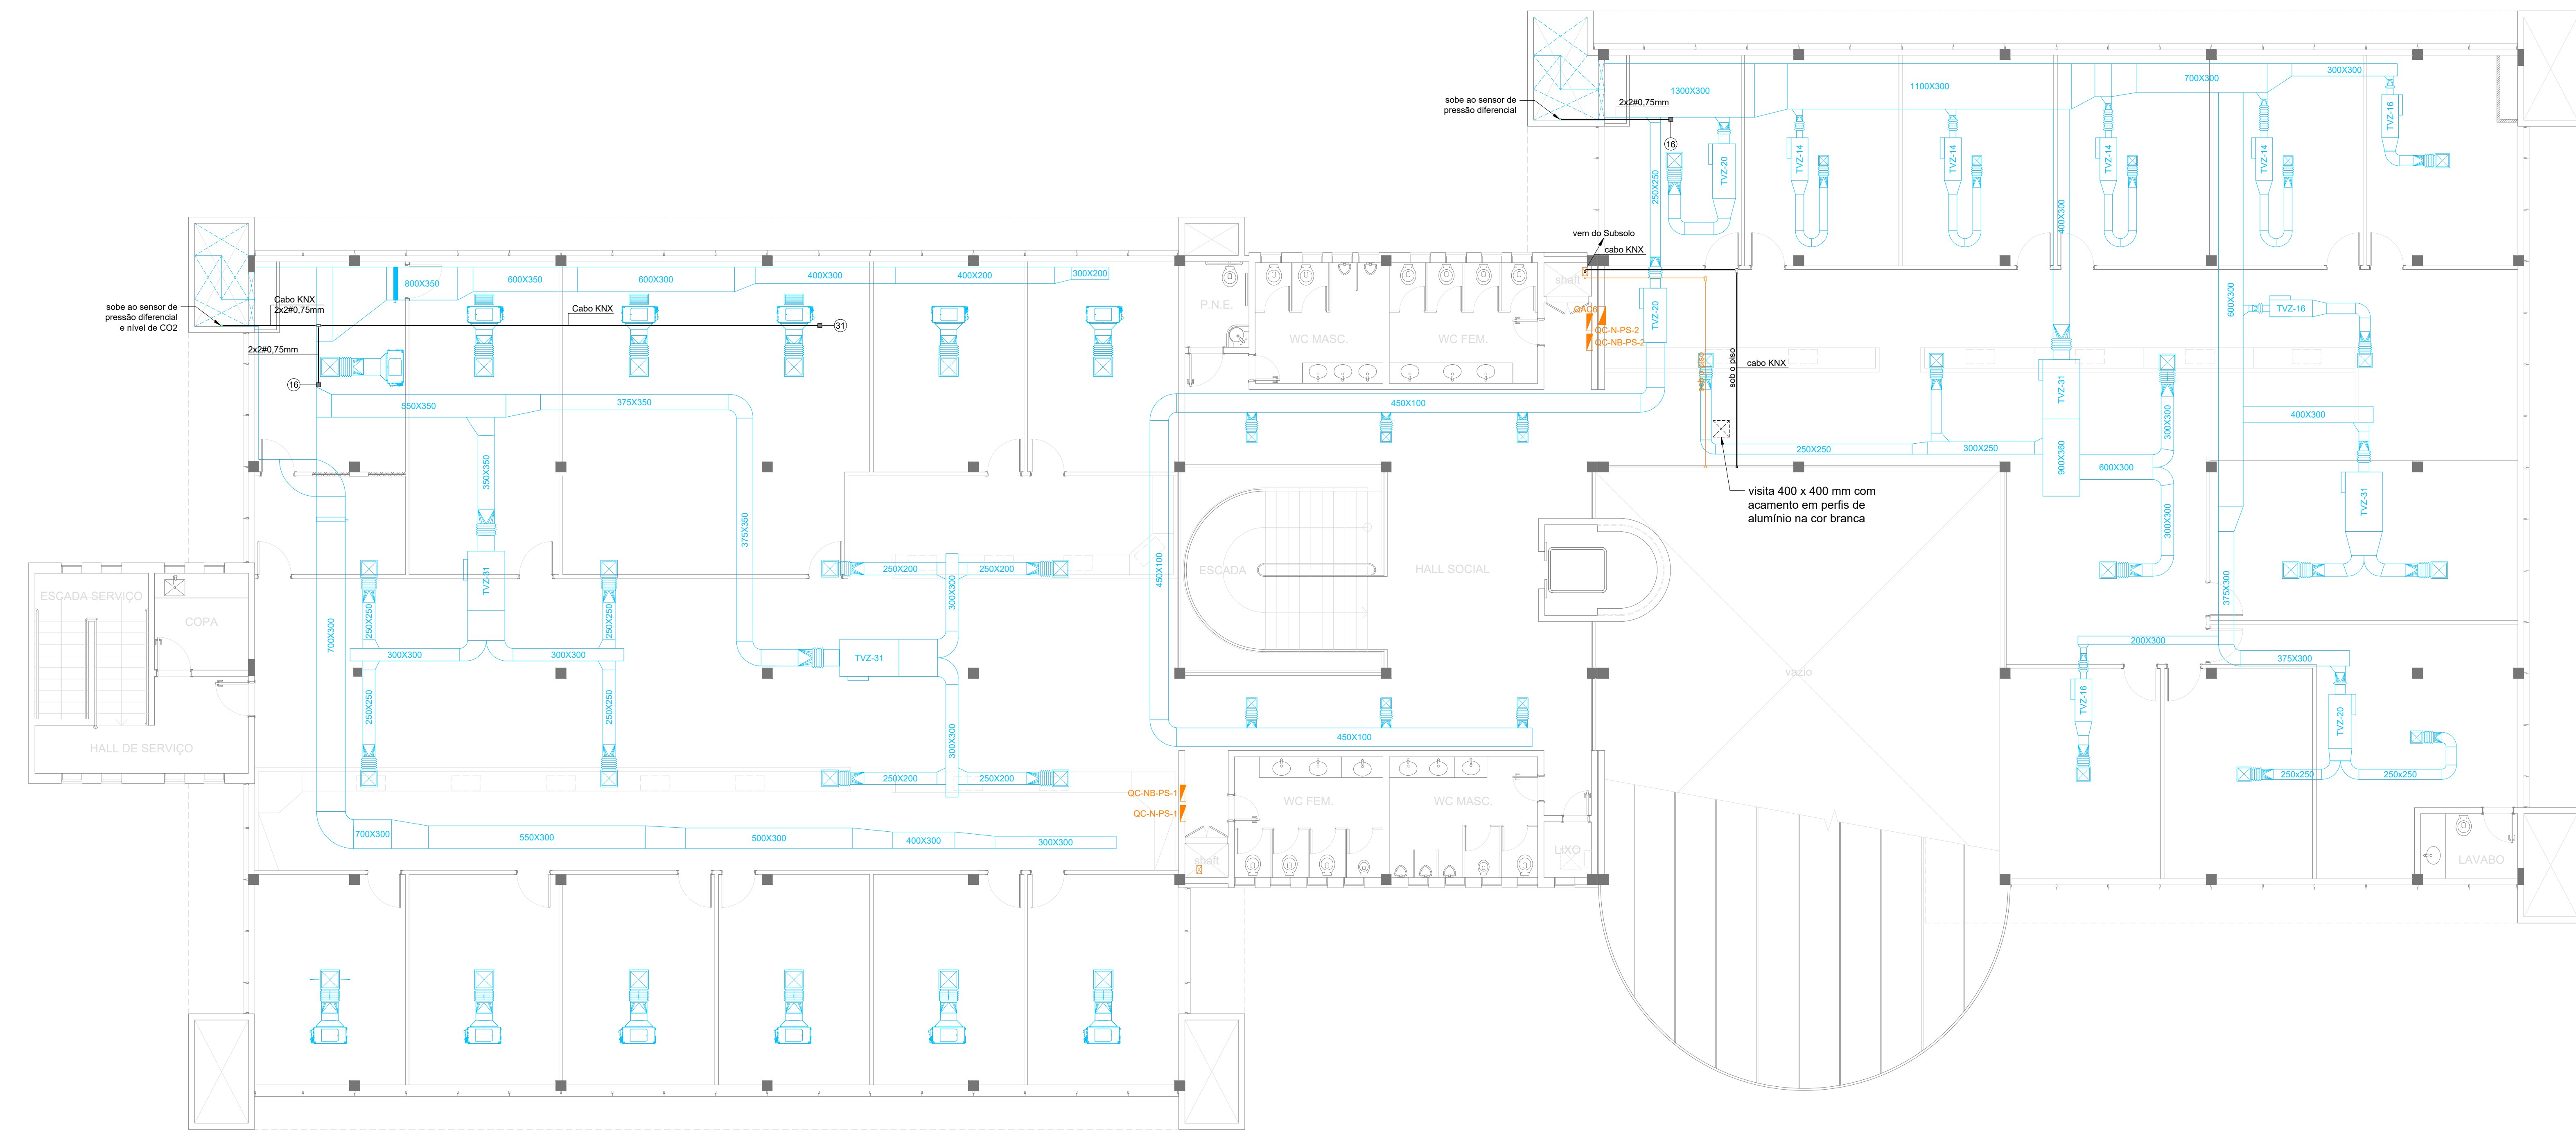 sobe ao sensor de
pressão diferencial
2x2#0,75mm
16
1300X300
1100X300
700X300
300X300
TVZ-16
TVZ-20
TVZ-14
TVZ-14
TVZ-14
TVZ-14
250X250
400X300
vem do Subsolo
cabo KNX
shaft
QAC6
QC-N-PS-2
QC-NB-PS-2
TVZ-20
sob o piso
sob o piso
cabo KNX
600X300
TVZ-16
TVZ-31
900X360
300X300
400X300
250X250
300X250
600X300
300X300
TVZ-31
visita 400 x 400 mm com
acamento em perfis de
alumínio na cor branca
375X300
200X300
375X300
TVZ-16
TVZ-20
250x250
250x250
LAVABO
vazio
sobe ao sensor de
pressão diferencial
e nível de CO2
Cabo KNX
2x2#0,75mm
2x2#0,75mm
16
Cabo KNX
31
800X350
600X350
600X300
400X300
400X200
300X200
P.N.E.
WC MASC.
WC FEM.
550X350
375X350
450X100
350X350
375X350
450X100
TVZ-31
250X200
250X200
300X300
ESCADA
HALL SOCIAL
ESCADA SERVIÇO
COPA
HALL DE SERVIÇO
700X300
250X250
250X250
300X300
300X300
250X250
250X250
TVZ-31
300X300
250X200
250X200
450X100
QC-NB-PS-1
QC-N-PS-1
shaft
WC FEM.
WC MASC.
LIXO
700X300
550X300
500X300
400X300
300X300